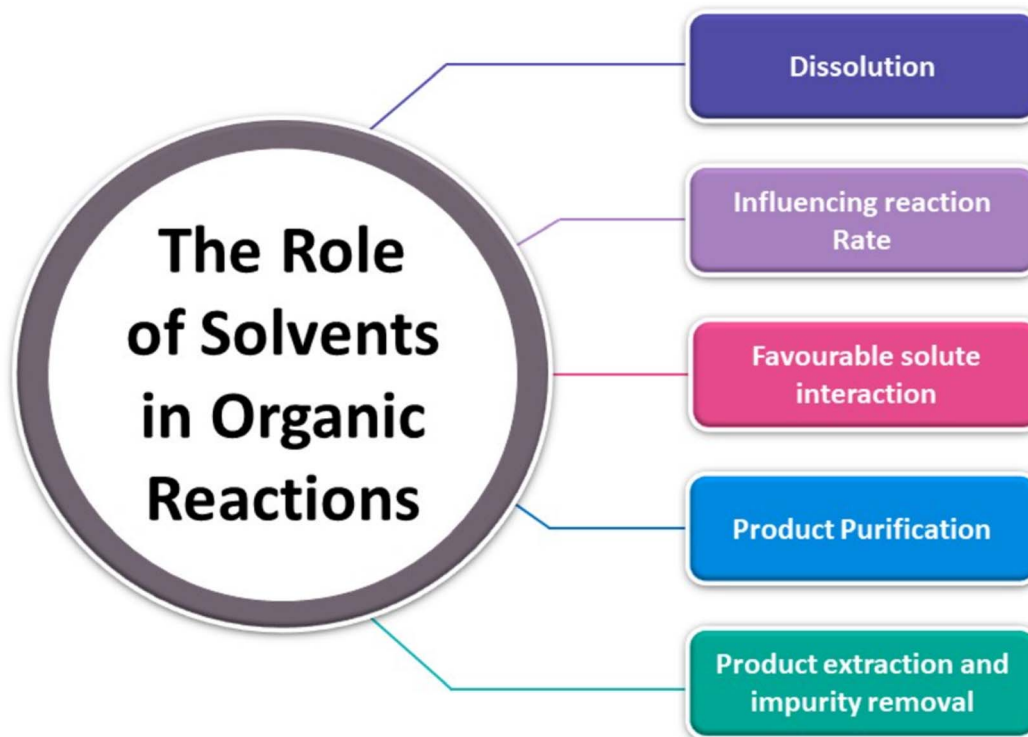 The Role
of Solvents
in Organic
Reactions
Dissolution
Influencing reaction
Rate
Favourable solute
interaction
Product Purification
Product extraction and
impurity removal